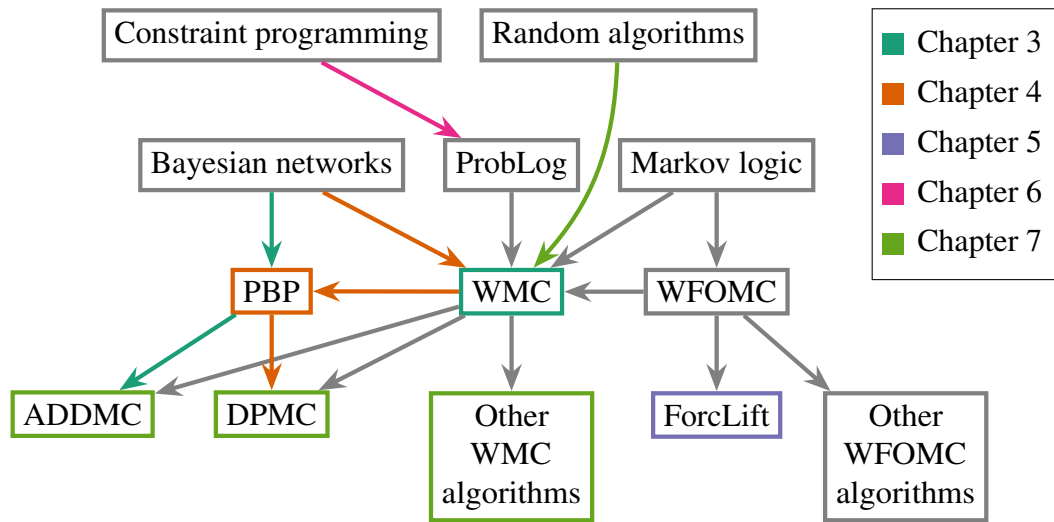 Constraint programming
Random algorithms
Bayesian networks
ProbLog
Markov logic
PBP
WMC
WFOMC
ADDMC
DPMC
Other
WMC
algorithms
ForcLift
Other
WFOMC
algorithms
Chapter 3
Chapter 4
Chapter 5
Chapter 6
Chapter 7